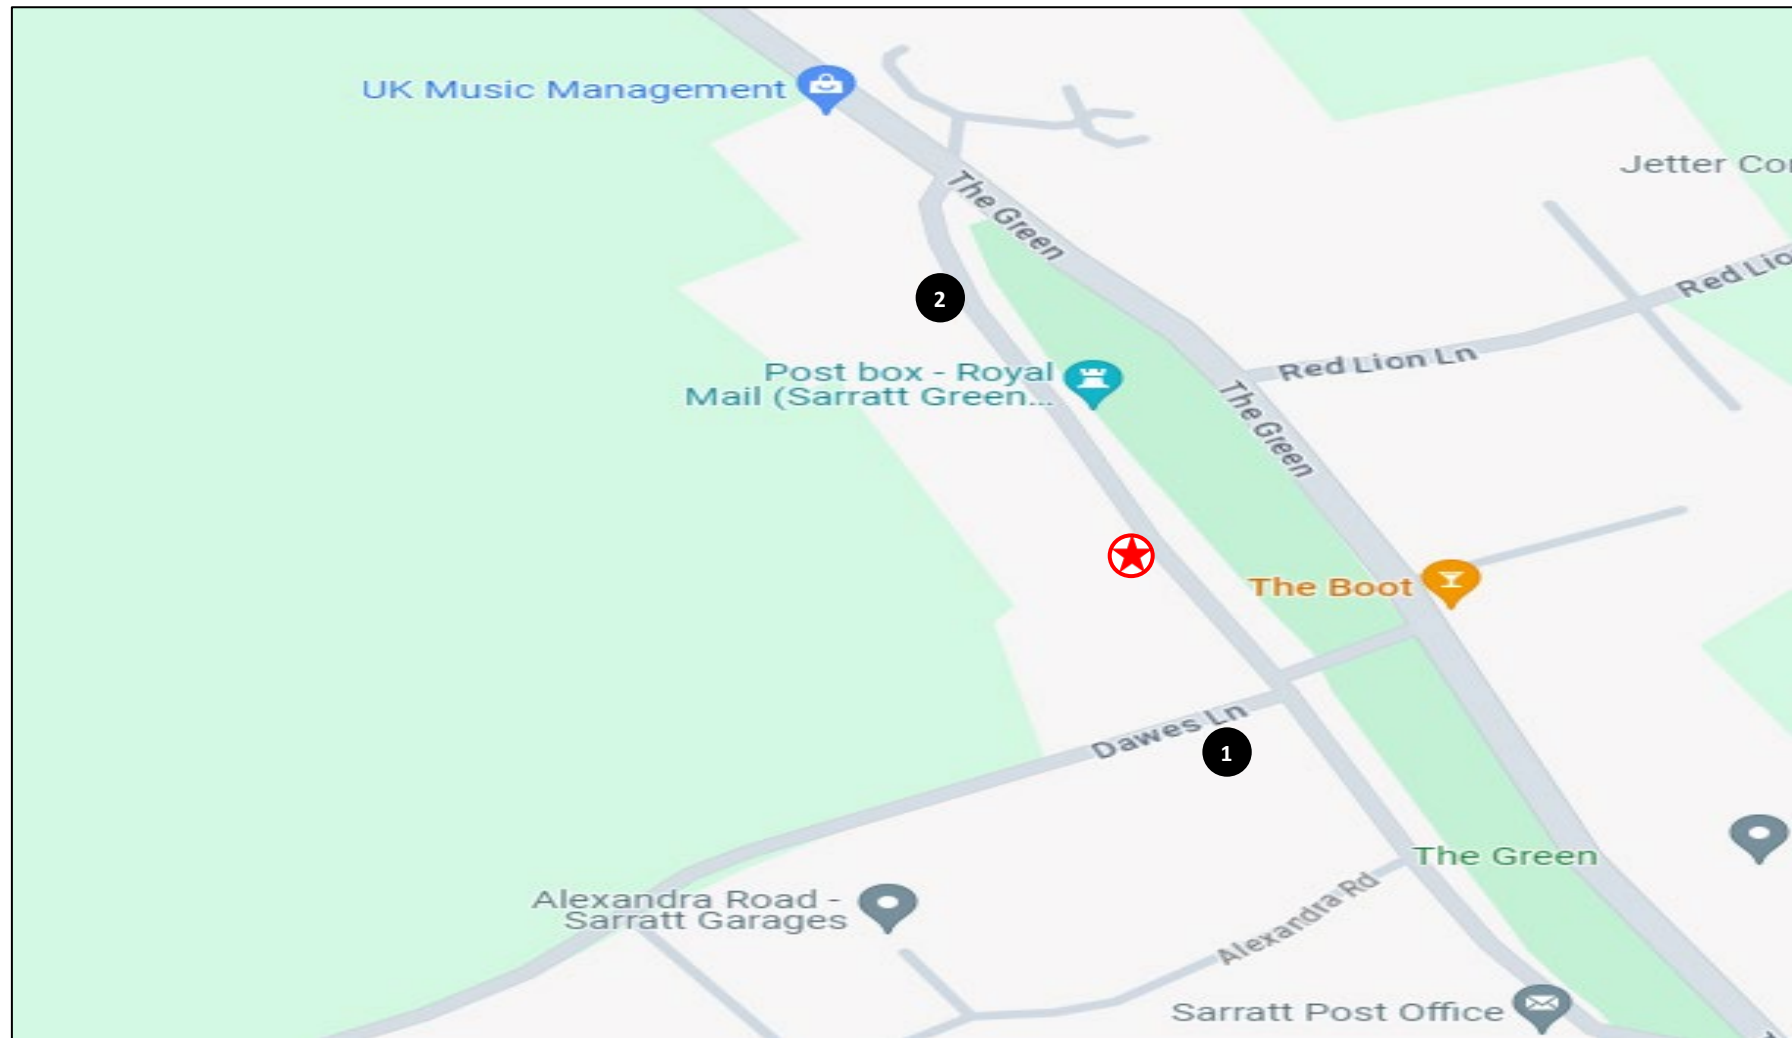 UK Music Management
The Green
Jetter Co
Red Lio
2
Post box - Royal
Mail (Sarratt Green...
Red Lion Ln
The Green
The Boot
Dawes Ln
1
The Green
Alexandra Road -
Sarratt Garages
Alexandra Rd
Sarratt Post Office